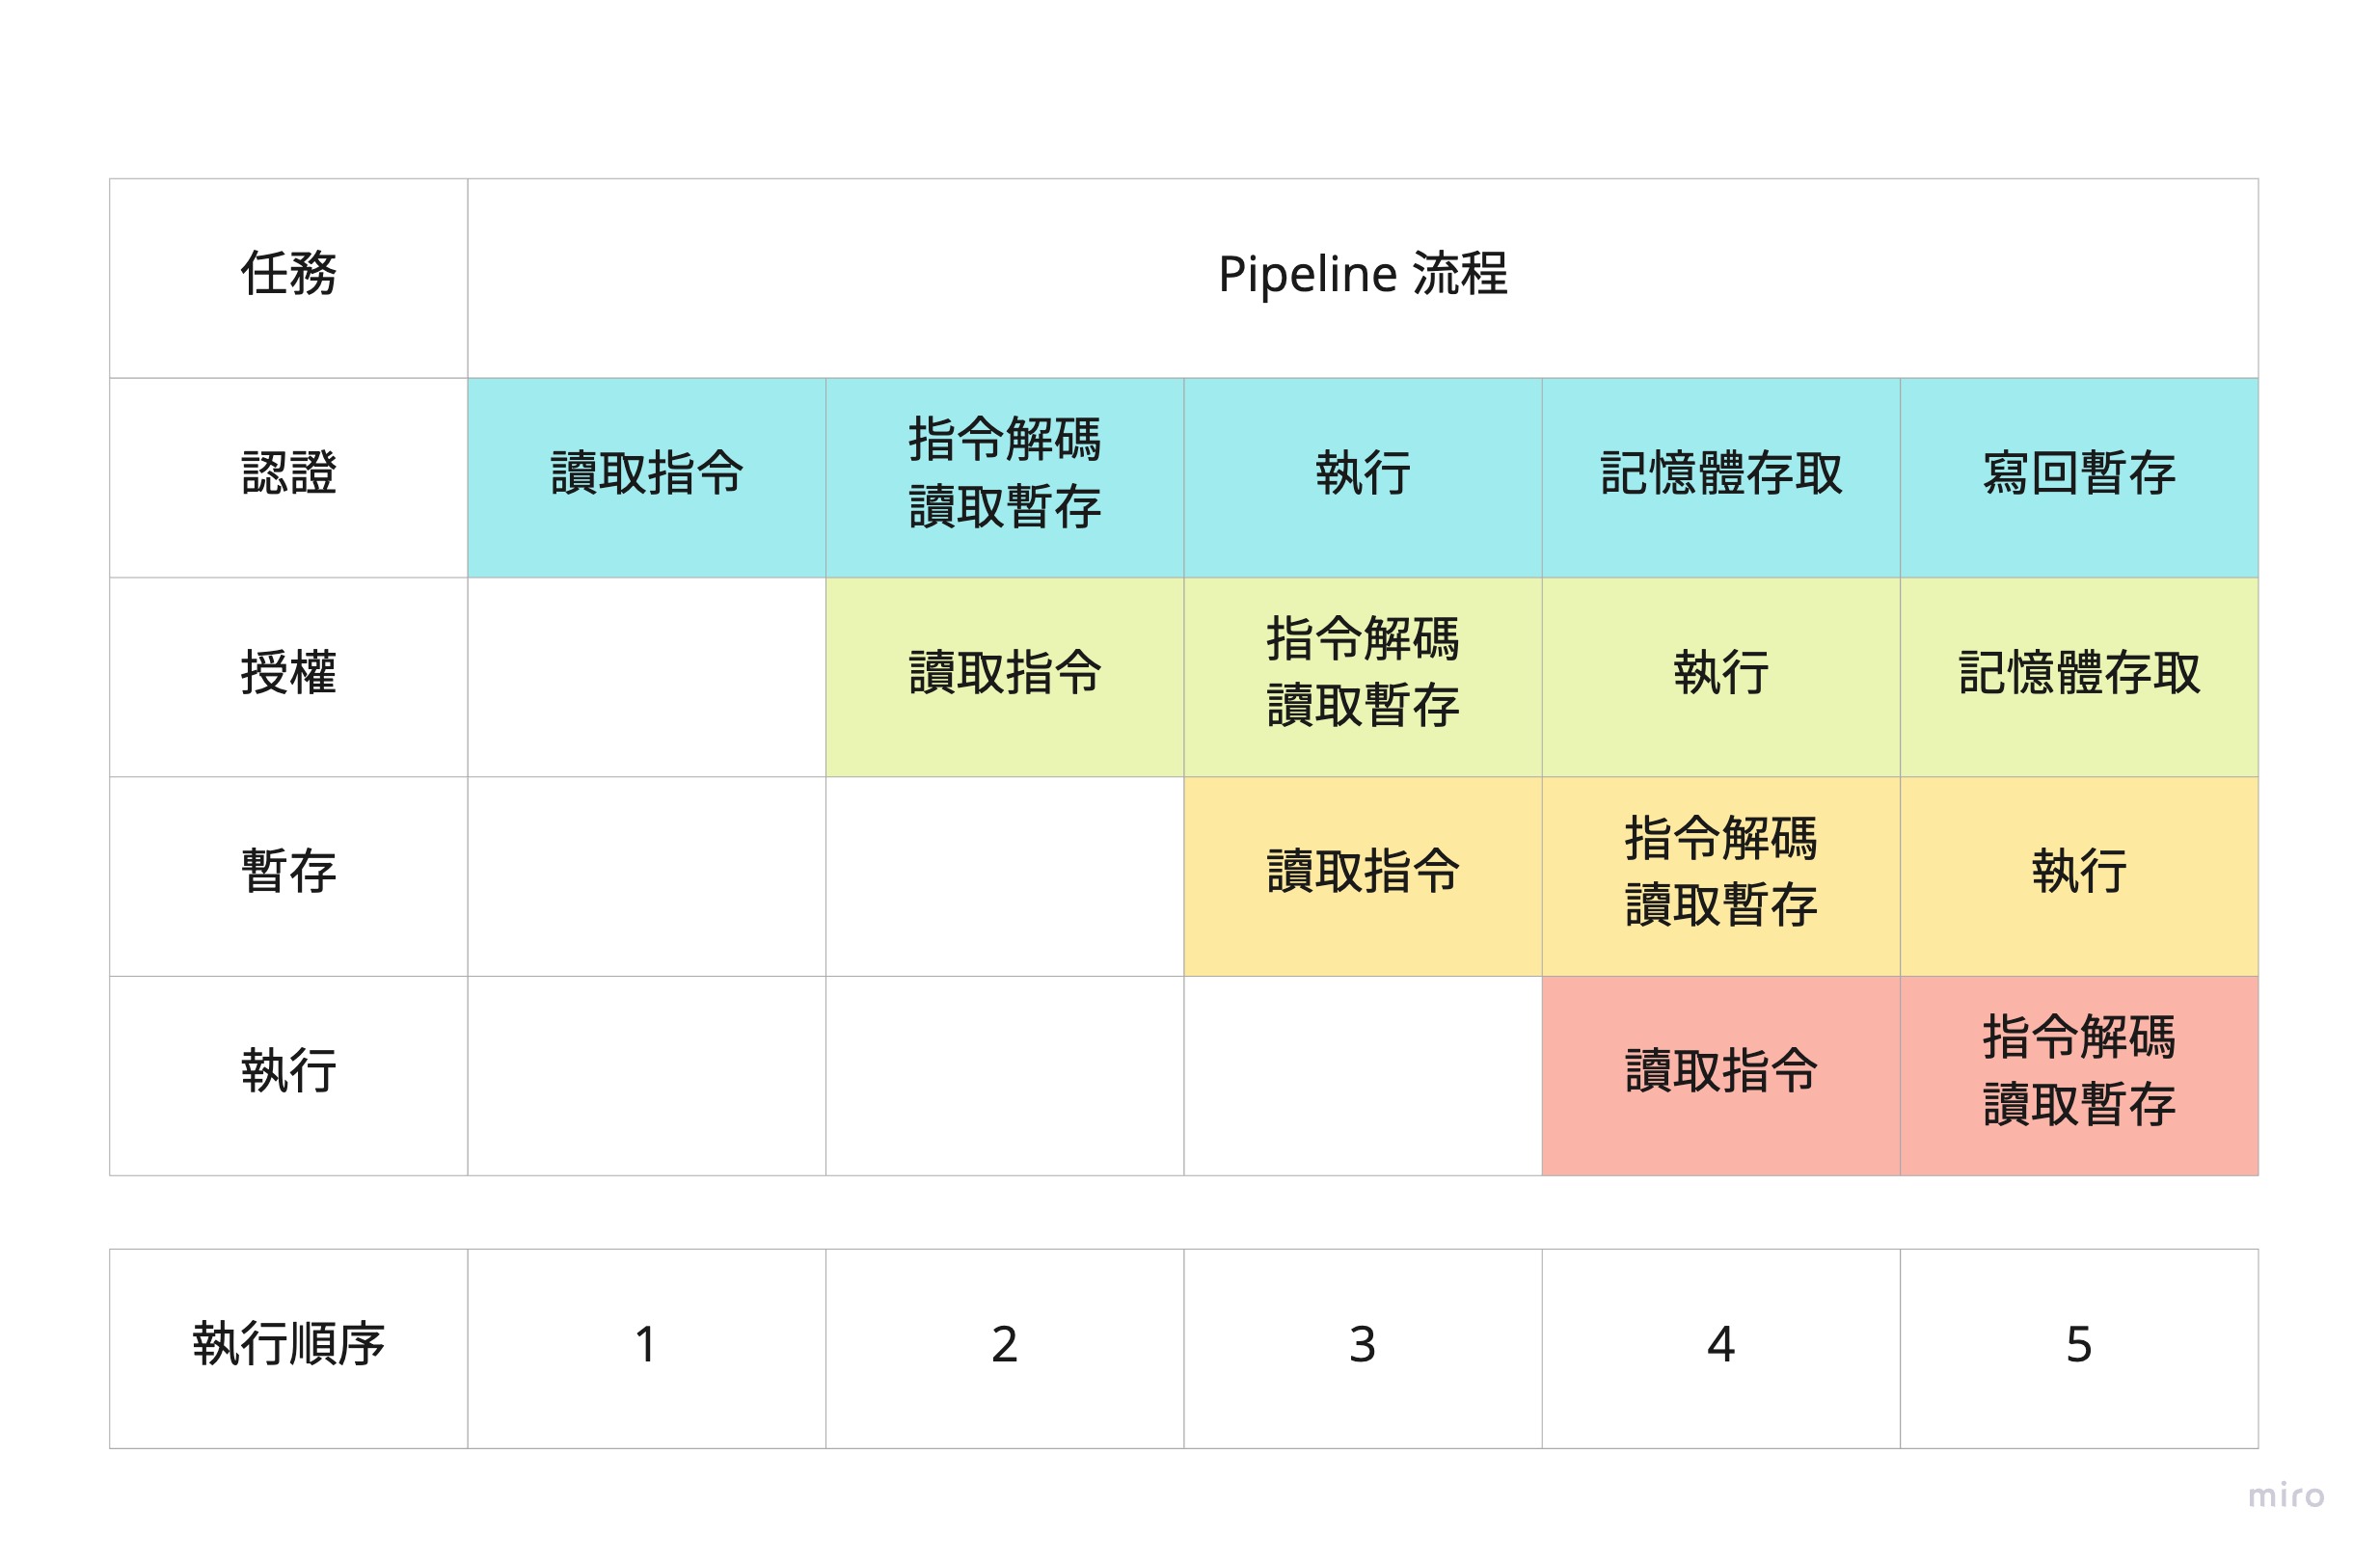 任務
Pipeline 流程
認證
讀取指令
指令解碼
讀取暫存
執行
記憶體存取
寫回暫存
授權
讀取指令
指令解碼
讀取暫存
執行
記憶體存取
暫存
讀取指令
指令解碼
讀取暫存
執行
執行
讀取指令
指令解碼
讀取暫存
執行順序
1
2
3
4
5
miro